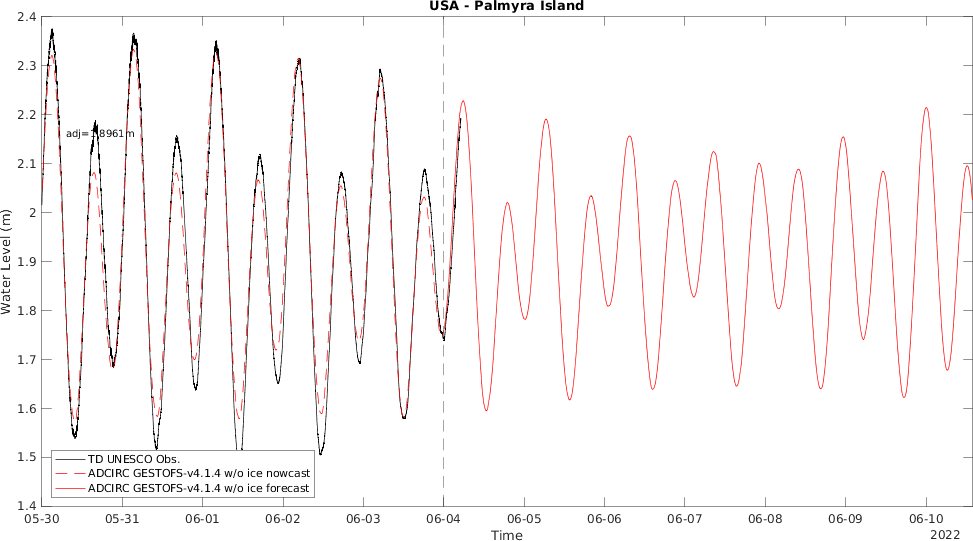 USA - Palmyra Island
2.4
2.3
2.2
2.1
2
1.9
1.8
1.7
1.6
1.5
1.4
Water Level (m)
adj=1.8961m
TD UNESCO Obs.
ADCIRC GESTOFS-v4.1.4 w/o ice nowcast
ADCIRC GESTOFS-v4.1.4 w/o ice forecast
05-30 05-31 06-01 06-02 06-03 06-04 06-05 06-06 06-07 06-08 06-09 06-10
Time
2022